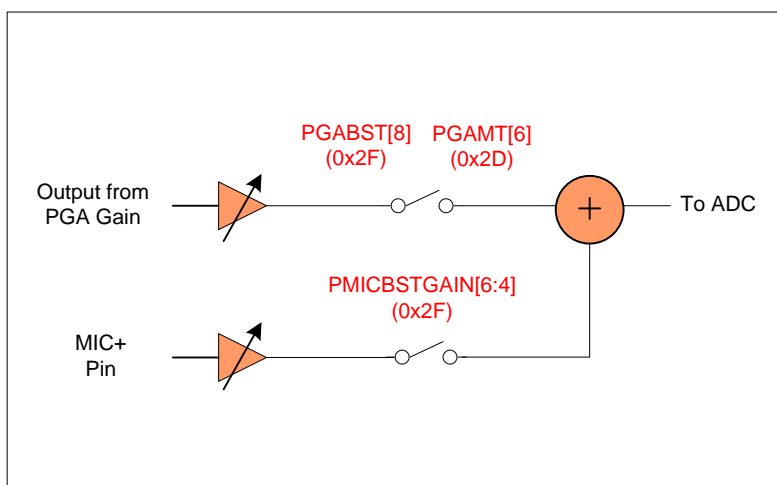 PGABST[8]
(0x2F)
PGAMT[6]
(0x2D)
Output from
PGA Gain
+
To ADC
PMICBSTGAIN[6:4]
(0x2F)
MIC+
Pin